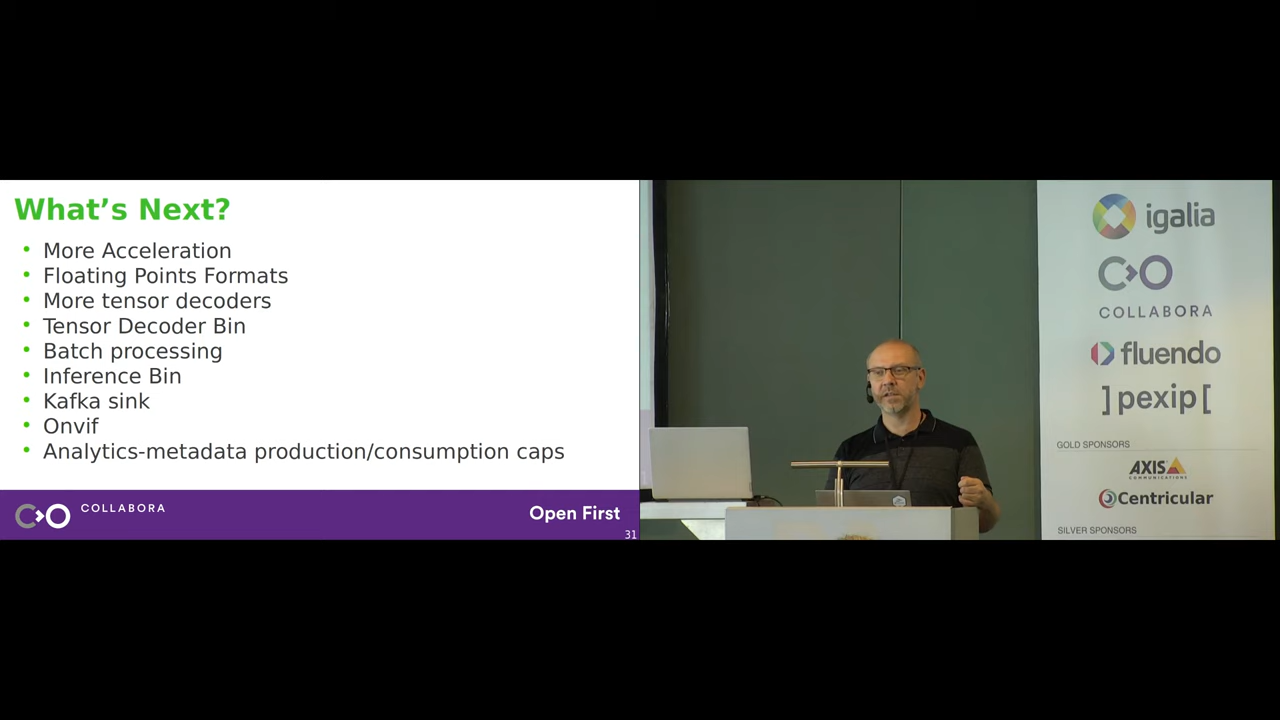 What's Next?
• More Acceleration
• Floating Points Formats
• More tensor decoders
• Tensor Decoder Bin
• Batch processing
• Inference Bin
• Kafka sink
• Onvif
• Analytics-metadata production/consumption caps
COLLABORA
Open First
31
igalia
COLLABORA
fluendo
]pexip[
GOLD SPONSORS
AXIS
COMMUNICATIONS
Centricular
SILVER SPONSORS